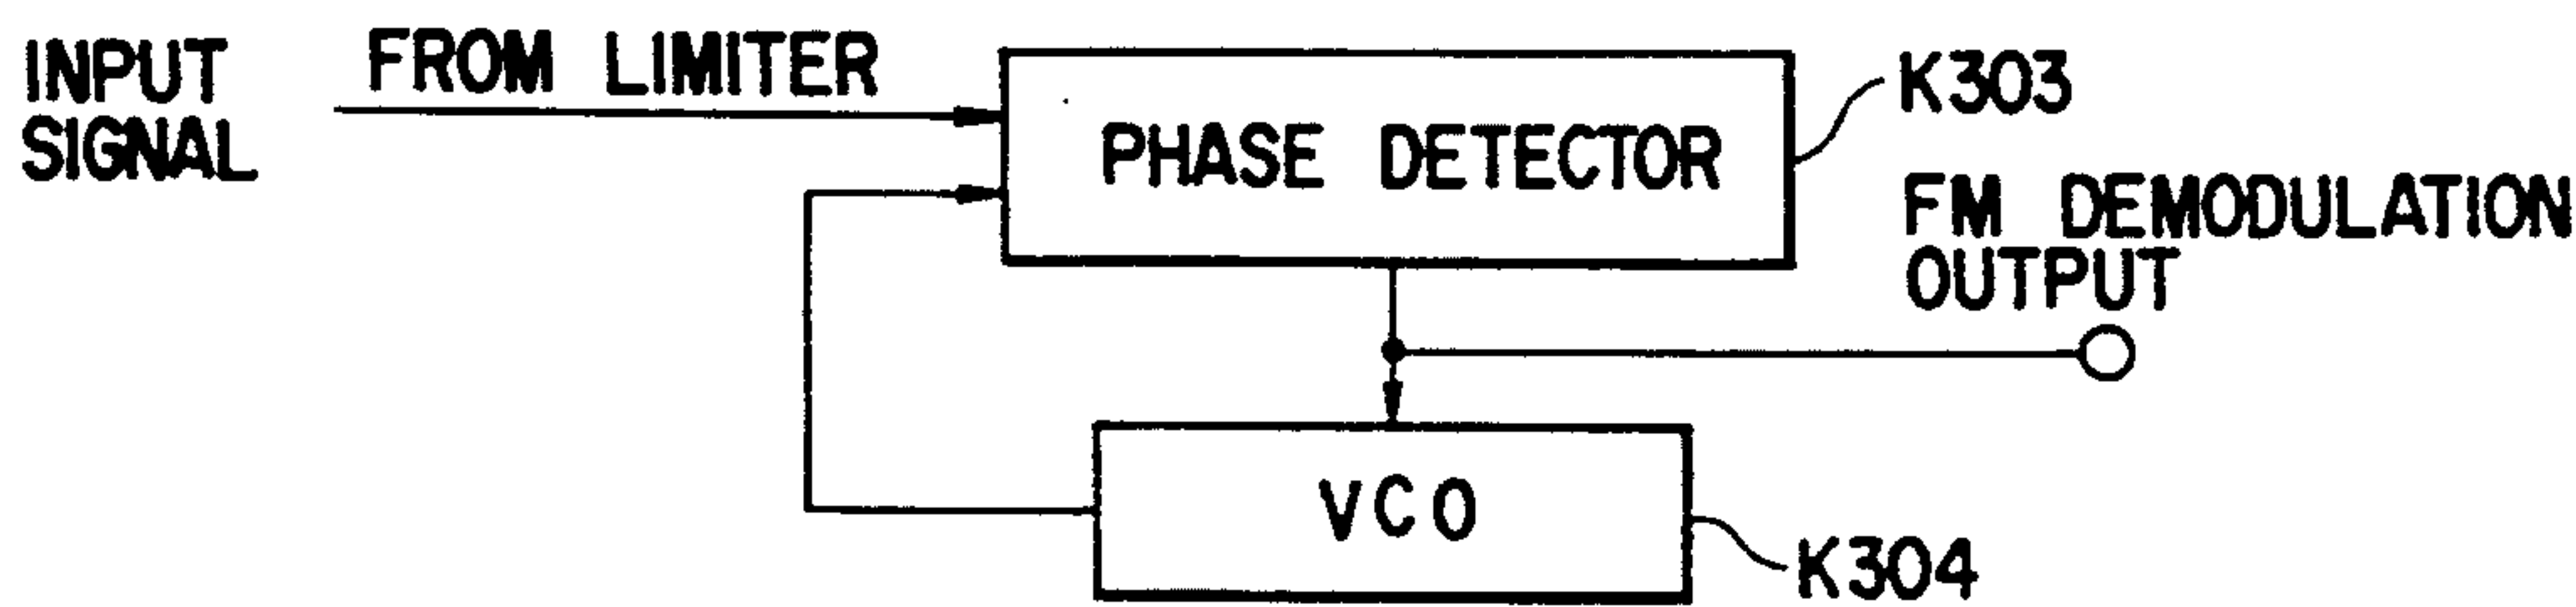 INPUT
SIGNAL
FROM LIMITER
PHASE DETECTOR
K303
FM DEMODULATION
OUTPUT
VCO
K304